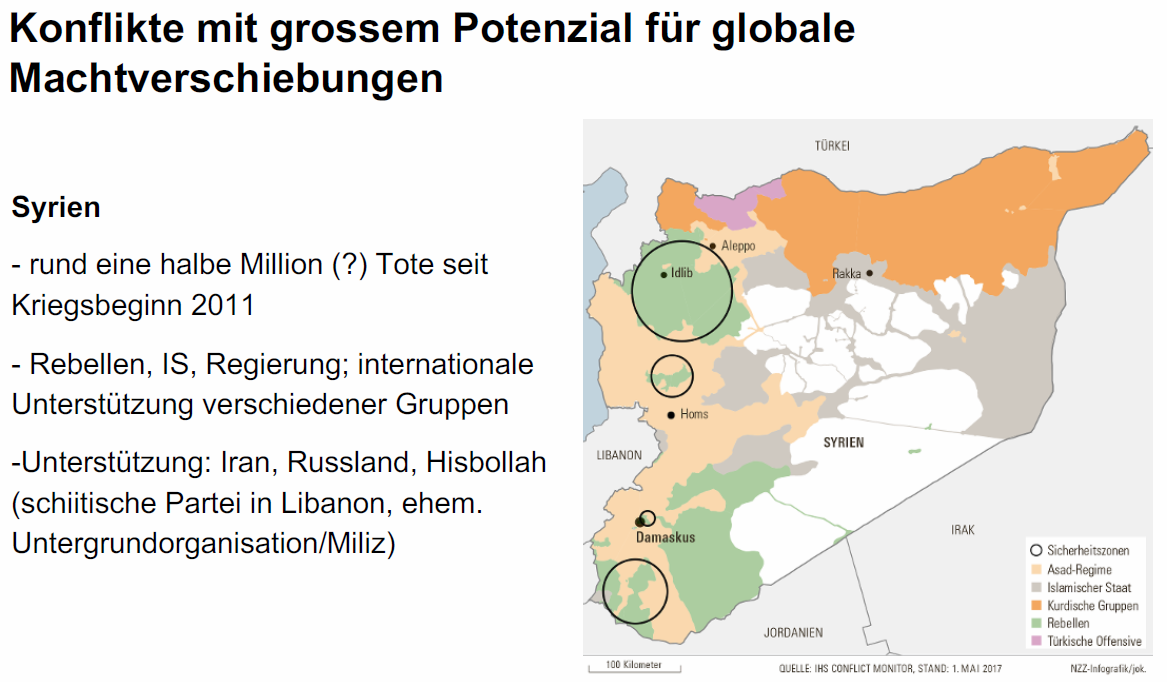 Konflikte mit grossem Potenzial für globale
Machtverschiebungen
Syrien
- rund eine halbe Million (?) Tote seit
Kriegsbeginn 2011
- Rebellen, IS, Regierung; internationale
Unterstützung verschiedener Gruppen
-Unterstützung: Iran, Russland, Hisbollah
(schiitische Partei in Libanon, ehem.
Untergrundorganisation/Miliz)
TÜRKEI
Aleppo
Idlib
Rakka
Homs
SYRIEN
LIBANON
Damaskus
IRAK
JORDANIEN
Sicherheitszonen
Asad-Regime
Islamischer Staat
Kurdische Gruppen
Rebellen
Türkische Offensive
100 Kilometer
QUELLE: IHS CONFLICT MONITOR, STAND: 1. MAI 2017
NZZ-Infografik/jok.